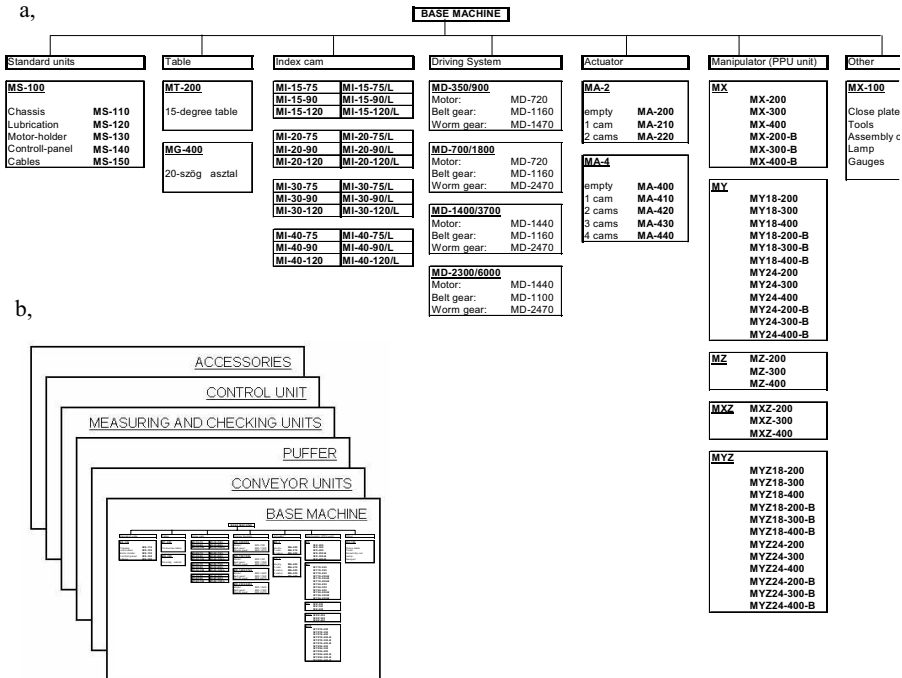 a,
BASE MACHINE
Standard units
MS-100
Chassis MS-110
Lubrication MS-120
Motor-holder MS-130
Controll-panel MS-140
Cables MS-150
Table
MT-200
15-degree table
MG-400
20-szög asztal
Index cam
MI-15-75 MI-15-75/L
MI-15-90 MI-15-90/L
MI-15-120 MI-15-120/L
MI-20-75 MI-20-75/L
MI-20-90 MI-20-90/L
MI-20-120 MI-20-120/L
MI-30-75 MI-30-75/L
MI-30-90 MI-30-90/L
MI-30-120 MI-30-120/L
MI-40-75 MI-40-75/L
MI-40-90 MI-40-90/L
MI-40-120 MI-40-120/L
Driving System
MD-350/900
Motor: MD-720
Belt gear: MD-1160
Worm gear: MD-1470
MD-700/1800
Motor: MD-720
Belt gear: MD-1160
Worm gear: MD-2470
MD-1400/3700
Motor: MD-1440
Belt gear: MD-1160
Worm gear: MD-2470
MD-2300/6000
Motor: MD-1440
Belt gear: MD-1100
Worm gear: MD-2470
Actuator
MA-2
empty MA-200
1 cam MA-210
2 cams MA-220
MA-4
empty MA-400
1 cam MA-410
2 cams MA-420
3 cams MA-430
4 cams MA-440
Manipulator (PPU unit)
MX
MX-200
MX-300
MX-400
MX-200-B
MX-300-B
MX-400-B
MY
MY18-200
MY18-300
MY18-400
MY18-200-B
MY18-300-B
MY18-400-B
MY24-200
MY24-300
MY24-400
MY24-200-B
MY24-300-B
MY24-400-B
MZ MZ-200
MZ-300
MZ-400
MXZ MXZ-200
MXZ-300
MXZ-400
MYZ
MYZ18-200
MYZ18-300
MYZ18-400
MYZ18-200-B
MYZ18-300-B
MYZ18-400-B
MYZ24-200
MYZ24-300
MYZ24-400
MYZ24-200-B
MYZ24-300-B
MYZ24-400-B
Other
MX-100
Close plate
Tools
Assembly
Lamp
Gauges
b,
ACCESSORIES
CONTROL UNIT
MEASURING AND CHECKING UNITS
PUFFER
CONVEYOR UNITS
BASE MACHINE
BASE MACHINE